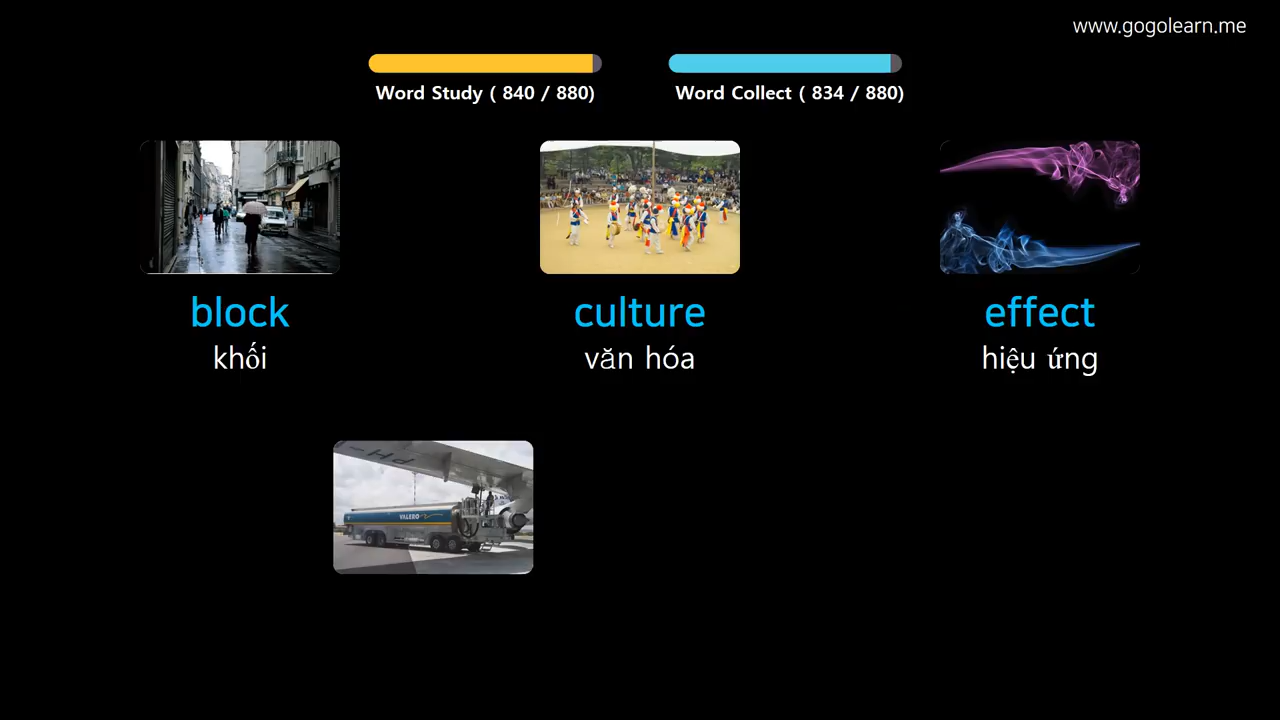 www.gogolearn.me
Word Study ( 840 / 880)
Word Collect ( 834 / 880)
block
culture
effect
khối
văn hóa
hiệu ứng
PH-
VALERO